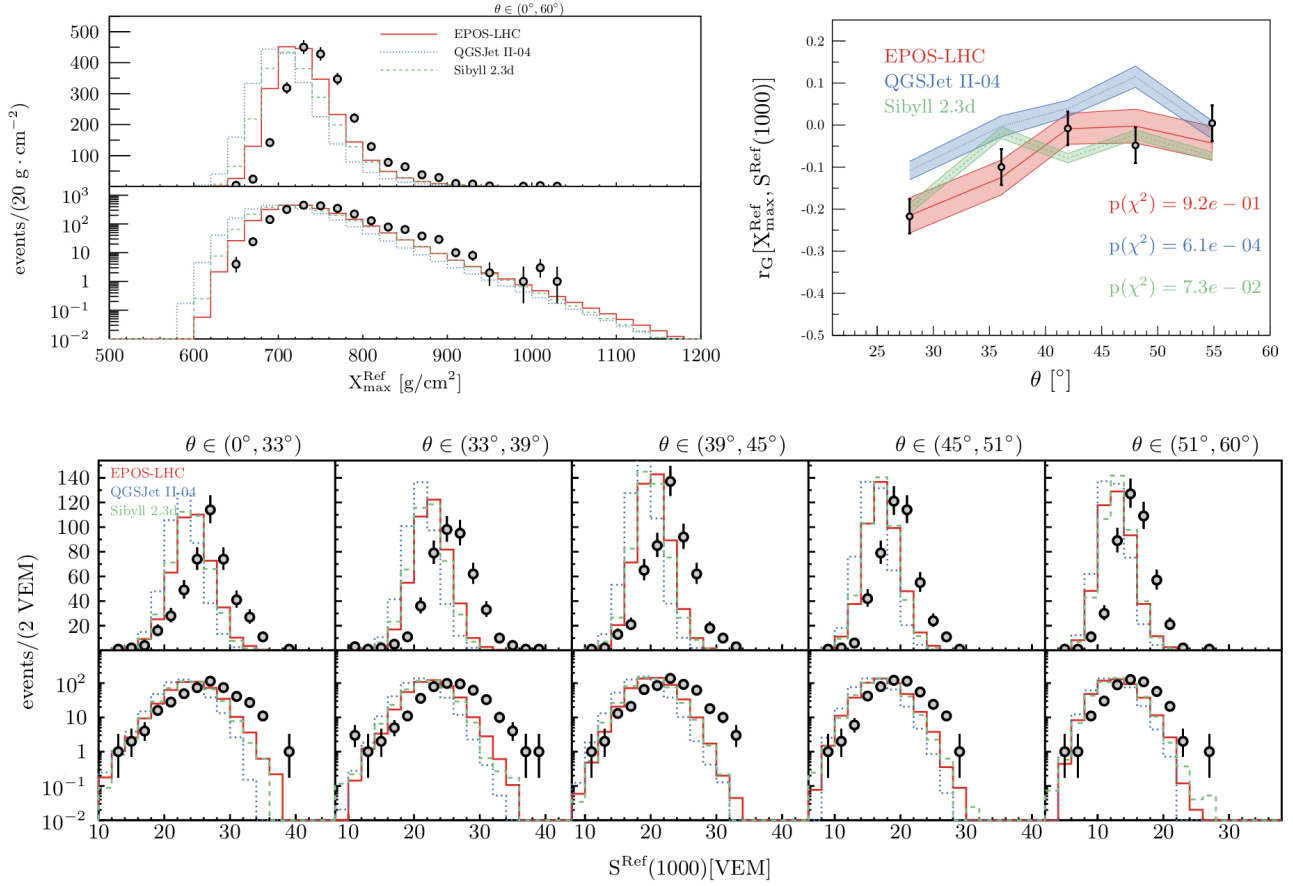 θ ∈ (0°, 60°)
450
400
300
200
100
EPOS-LHC
QGSJet II-04
Sibyll 2.3d
10³
10²
10
1
10⁻¹
10⁻²
500 600 700 800 900 1000 1100 1200
events/(20 g · cm⁻²)
X_max^Ref [g/cm²]
0.2
0.1
0.0
-0.1
-0.2
-0.3
-0.4
-0.5
EPOS-LHC
QGSJet II-04
Sibyll 2.3d
p(χ²) = 9.2e − 01
p(χ²) = 6.1e − 04
p(χ²) = 7.3e − 02
25 30 35 40 45 50 55 60
r_G[X_max^Ref, S^Ref(1000)]
θ [°]
θ ∈ (0°, 33°) θ ∈ (33°, 39°) θ ∈ (39°, 45°) θ ∈ (45°, 51°) θ ∈ (51°, 60°)
EPOS-LHC
QGSJet II-04
Sibyll 2.3d
140
120
100
80
60
40
20
10²
10
1
10⁻¹
10⁻²
10 20 30 40 10 20 30 40 10 20 30 40 10 20 30 40 10 20 30
events/(2 VEM)
S^Ref(1000)[VEM]